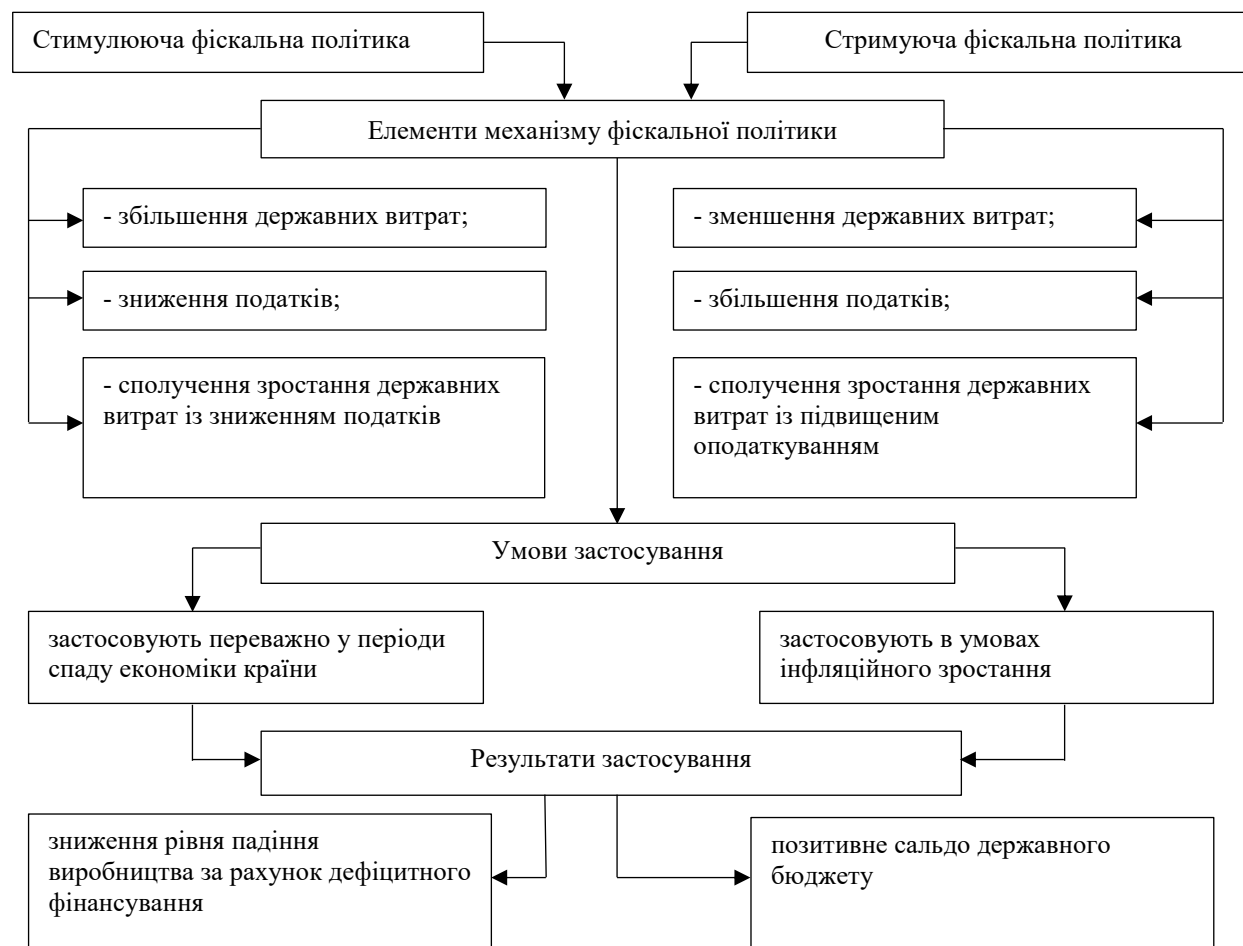 Стимулююча фіскальна політика
Стримуюча фіскальна політика
Елементи механізму фіскальної політики
- збільшення державних витрат;
- зменшення державних витрат;
- зниження податків;
- збільшення податків;
- сполучення зростання державних
витрат із зниженням податків
- сполучення зростання державних
витрат із підвищеним
оподаткуванням
Умови застосування
застосовують переважно у періоди
спаду економіки країни
застосовують в умовах
інфляційного зростання
Результати застосування
зниження рівня падіння
виробництва за рахунок дефіцитного
фінансування
позитивне сальдо державного
бюджету